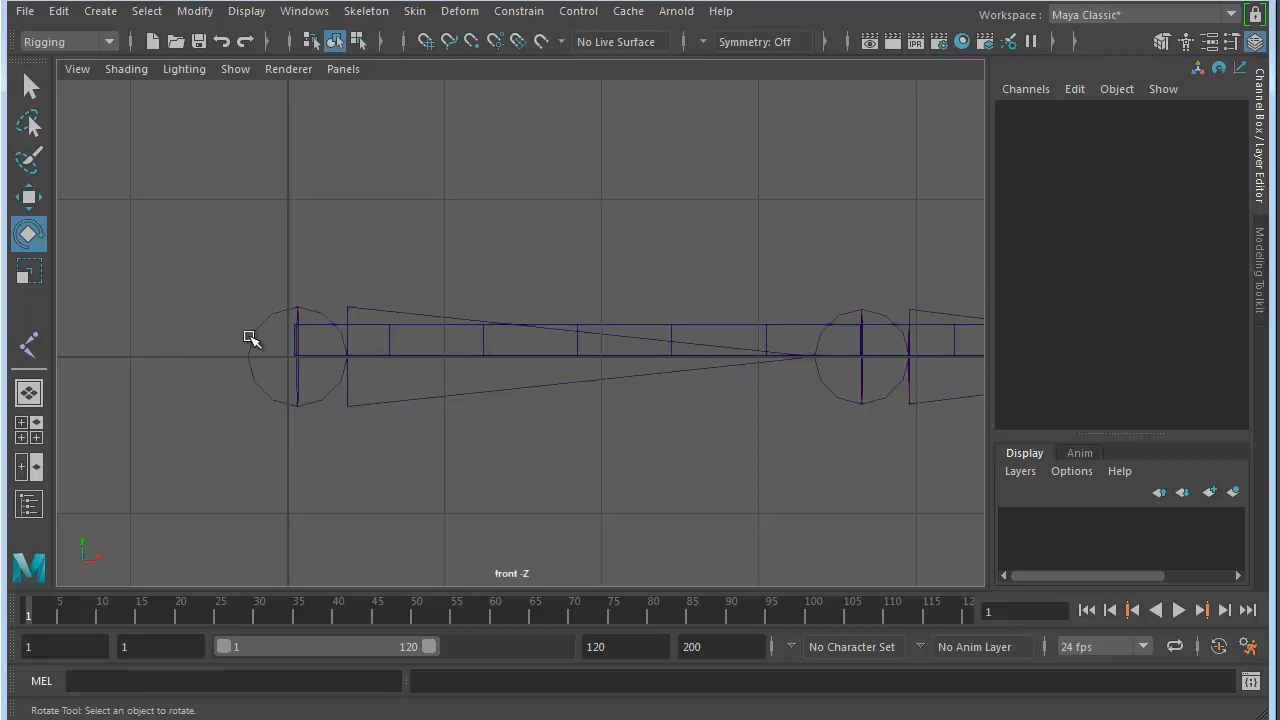 File Edit Create Select Modify Display Windows Skeleton Skin Deform Constrain Control Cache Arnold Help
Workspace : Maya Classic*
Rigging No Live Surface Symmetry: Off
View Shading Lighting Show Renderer Panels
Channels Edit Object Show
Channel Box / Layer Editor
Modeling Toolkit
IPR
y
front -Z
Display Anim
Layers Options Help
M
5 10 15 20 25 30 35 40 45 50 55 60 65 70 75 80 85 90 95 100 105 110 115 12
1
1
1 1 1 120 120 200 No Character Set No Anim Layer 24 fps
MEL
Rotate Tool: Select an object to rotate.